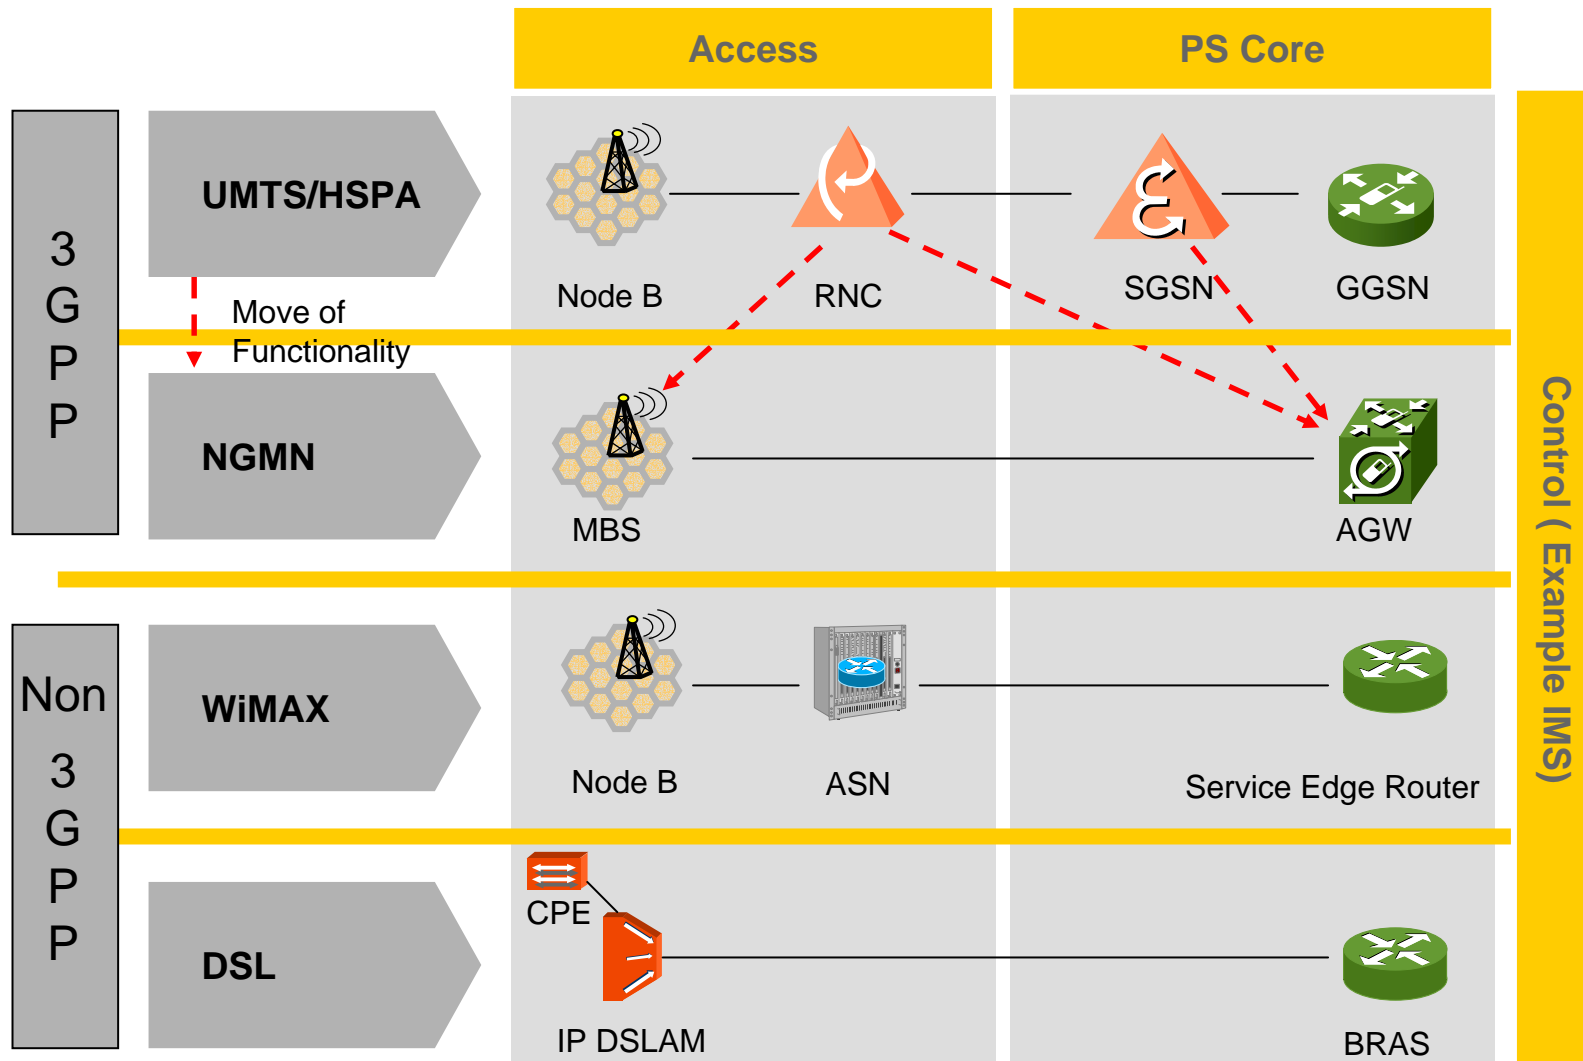 Access
PS Core
3
G
P
P
UMTS/HSPA
Node B
RNC
SGSN
GGSN
Move of
Functionality
NGMN
MBS
AGW
Control ( Example IMS)
Non
3
G
P
P
WiMAX
Node B
ASN
Service Edge Router
DSL
CPE
IP DSLAM
BRAS